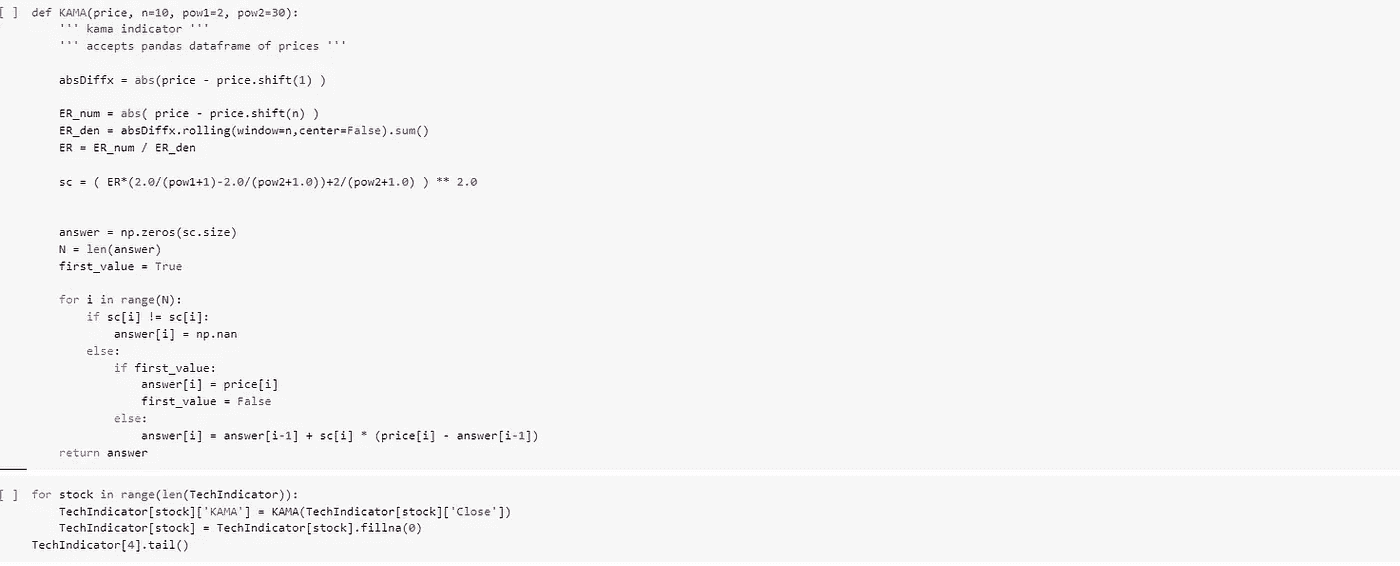 [ ] def KAMA(price, n=10, pow1=2, pow2=30):
''' kama indicator '''
''' accepts pandas dataframe of prices '''
absDiffx = abs(price - price.shift(1) )
ER_num = abs( price - price.shift(n) )
ER_den = absDiffx.rolling(window=n,center=False).sum()
ER = ER_num / ER_den
sc = ( ER*(2.0/(pow1+1)-2.0/(pow2+1.0))+2/(pow2+1.0) ) ** 2.0
answer = np.zeros(sc.size)
N = len(answer)
first_value = True
for i in range(N):
if sc[i] != sc[i]:
answer[i] = np.nan
else:
if first_value:
answer[i] = price[i]
first_value = False
else:
answer[i] = answer[i-1] + sc[i] * (price[i] - answer[i-1])
return answer
[ ] for stock in range(len(TechIndicator)):
TechIndicator[stock]['KAMA'] = KAMA(TechIndicator[stock]['Close'])
TechIndicator[stock] = TechIndicator[stock].fillna(0)
TechIndicator[4].tail()